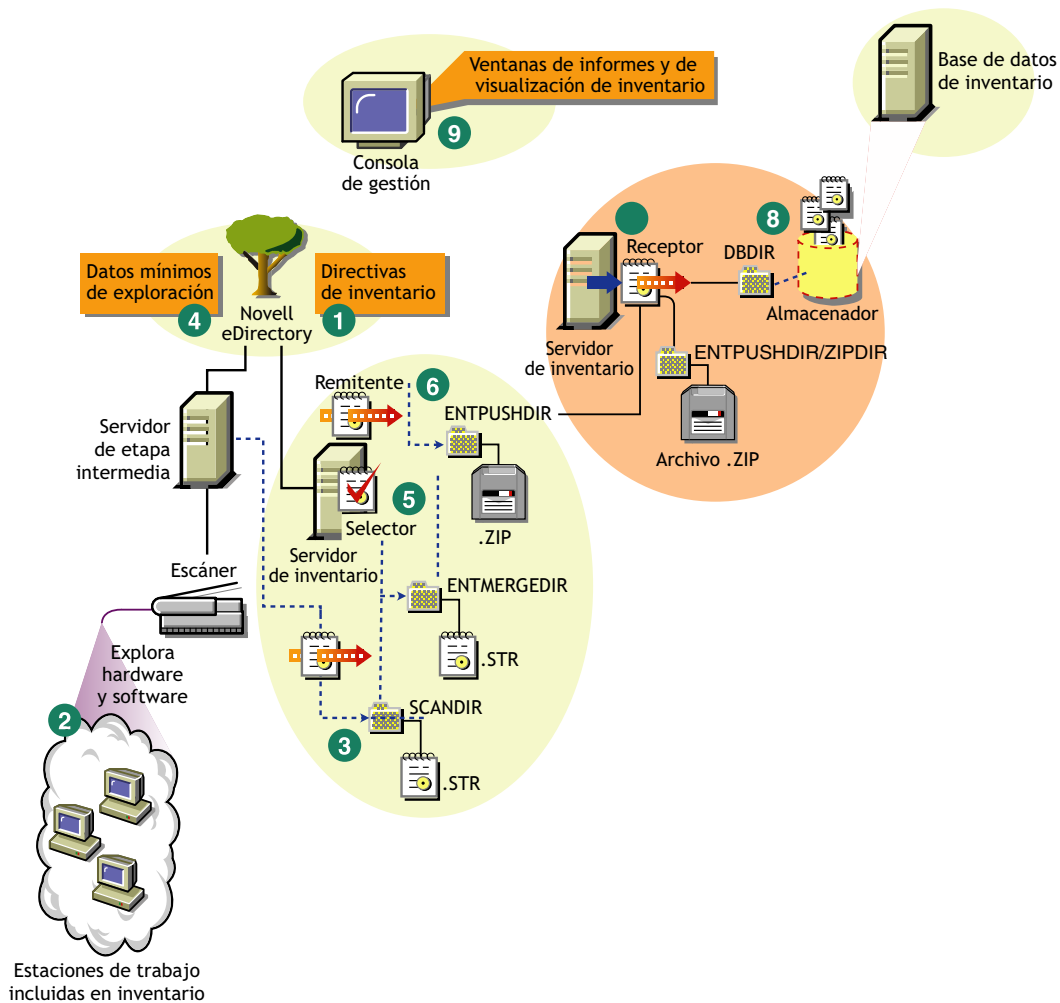 Ventanas de informes y de
visualización de inventario
9
Consola
de gestión
Base de datos
de inventario
Datos mínimos
de exploración
4
Directivas
de inventario
1
Novell
eDirectory
Receptor
8
DBDIR
Almacenador
Servidor
de inventario
ENTPUSHDIR/ZIPDIR
Archivo .ZIP
Remitente
6
ENTPUSHDIR
.ZIP
Servidor
de etapa
intermedia
5
Selector
Servidor
de inventario
ENTMERGEDIR
.STR
Escáner
Explora
hardware
y software
SCANDIR
3
.STR
2
Estaciones de trabajo
incluidas en inventario